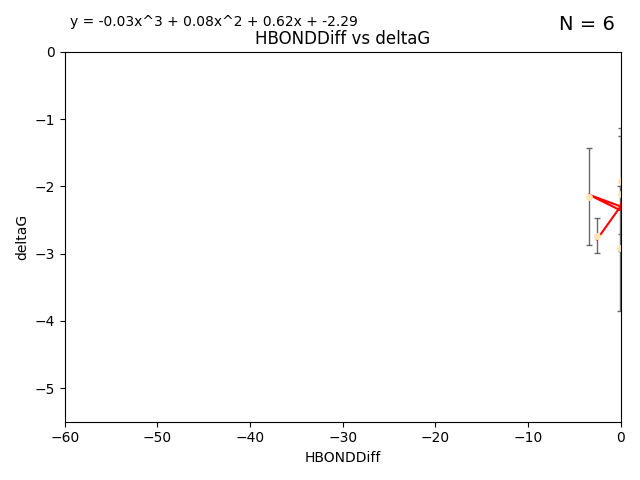 y = -0.03x^3 + 0.08x^2 + 0.62x + -2.29
N = 6
HBONDDiff vs deltaG
0
−1
−2
−3
−4
−5
deltaG
−60
−50
−40
−30
−20
−10
0
HBONDDiff